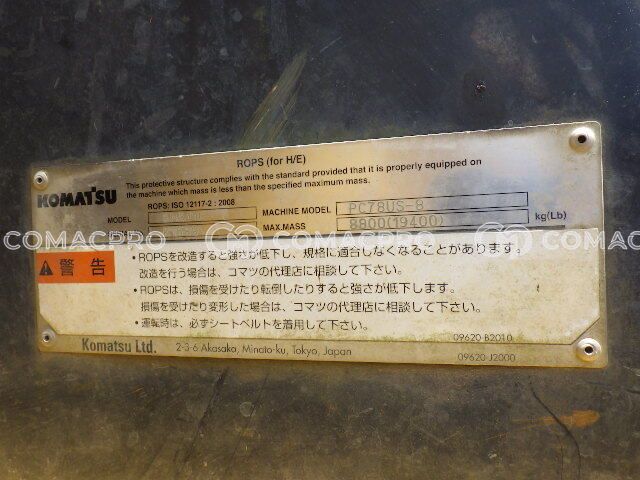 ROPS (for H/E)
This protective structure complies with the standard provided that it is properly equipped on
the machine which mass is less than the specified maximum mass.
KOMATSU
ROPS: ISO 12117-2 : 2008
MODEL
MACHINE MODEL PC78US-8
MAX.MASS 8800(19400) kg(Lb)
COMACPRO COMACPRO COMACPRO COMACPRO
警告
・ROPSを改造すると強さが低下し、規格に適合しなくなることがあります。
改造を行う場合は、コマツの代理店に相談して下さい。
・ROPSは、損傷を受けたり転倒したりすると強さが低下します。
損傷を受けたり変形した場合は、コマツの代理店に相談して下さい。
・運転時は、必ずシートベルトを着用して下さい。
09620-B2010
Komatsu Ltd. 2-3-6 Akasaka, Minato-ku, Tokyo, Japan
09620-J2000